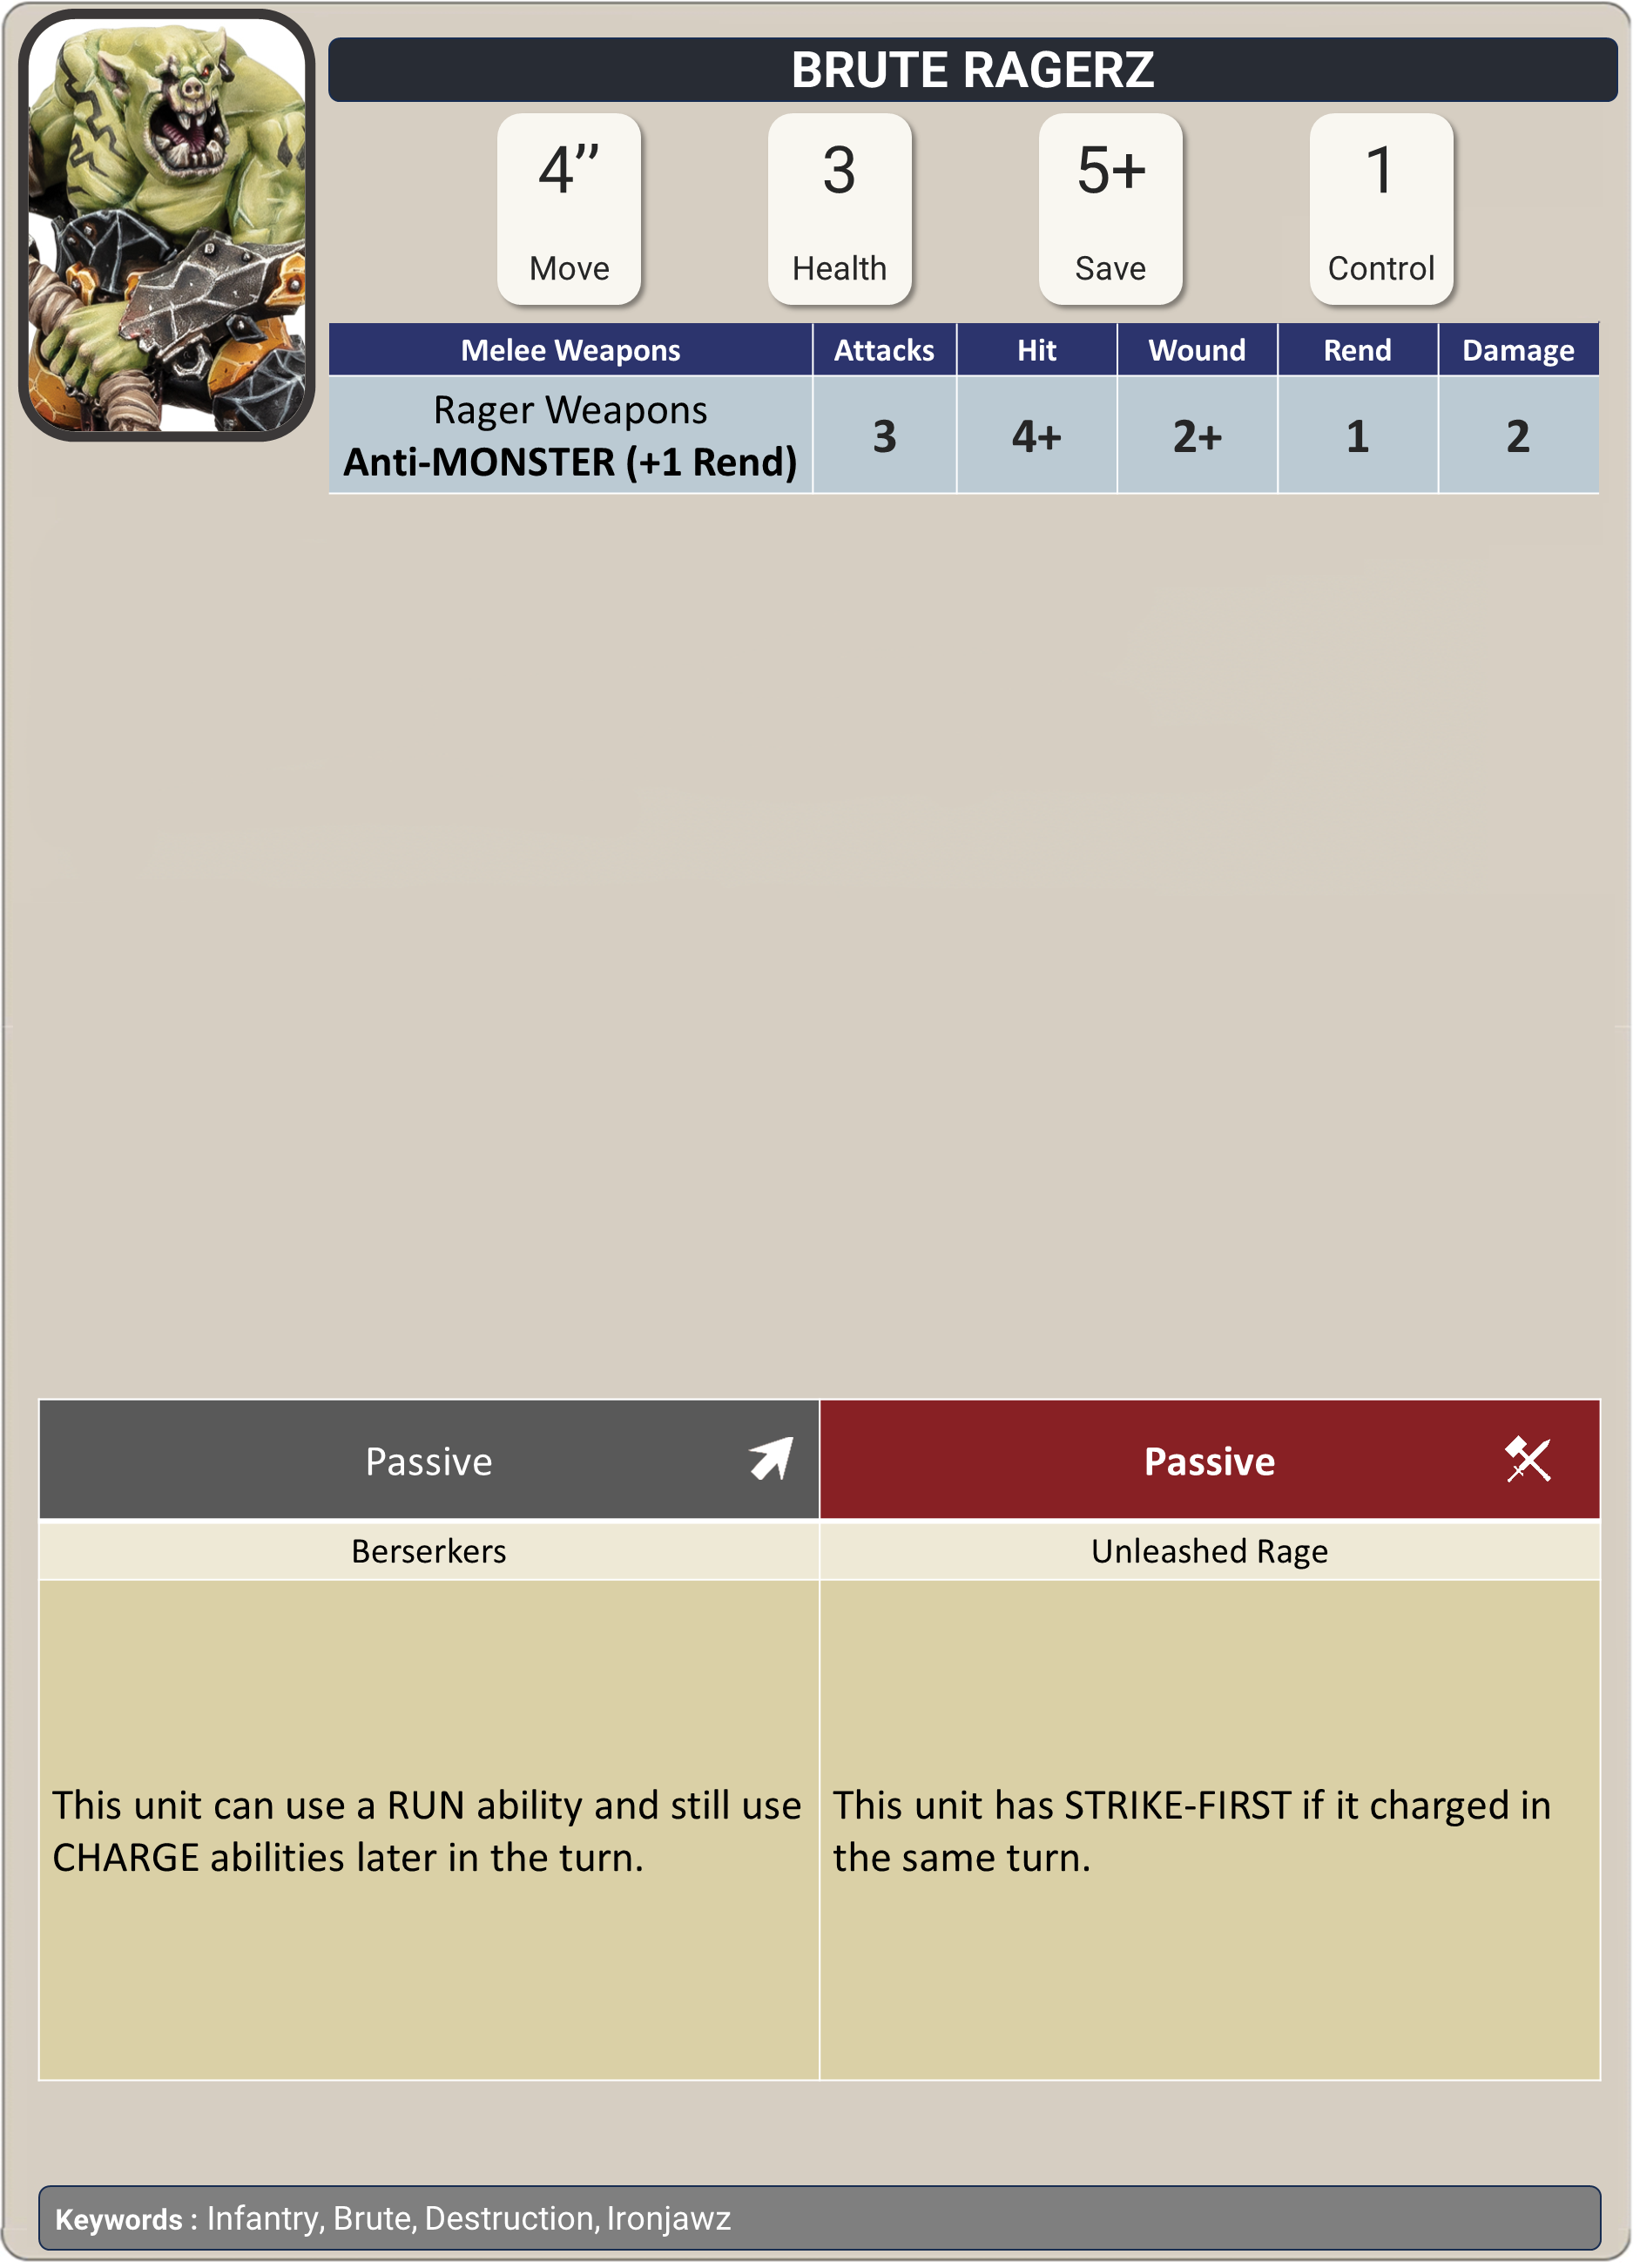 BRUTE RAGERZ
4”
Move
3
Health
5+
Save
1
Control
Melee Weapons Attacks Hit Wound Rend Damage
Rager Weapons
Anti-MONSTER (+1 Rend)
3 4+ 2+ 1 2
Passive
Passive
Berserkers
Unleashed Rage
This unit can use a RUN ability and still use
CHARGE abilities later in the turn.
This unit has STRIKE-FIRST if it charged in
the same turn.
Keywords : Infantry, Brute, Destruction, Ironjawz